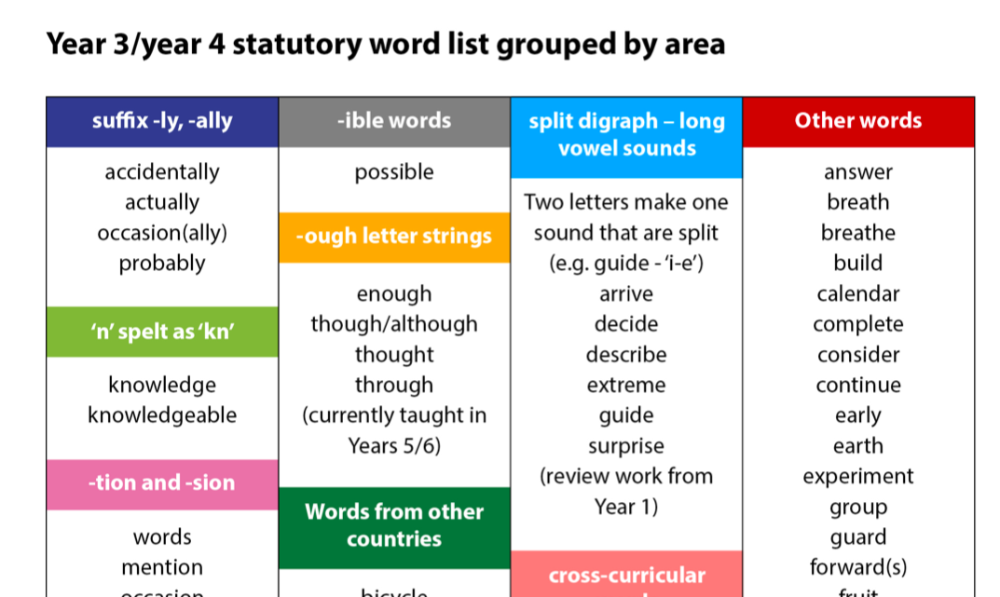 Year 3/year 4 statutory word list grouped by area
suffix -ly, -ally
accidentally
actually
occasion(ally)
probably
‘n’ spelt as ‘kn’
knowledge
knowledgeable
-tion and -sion
words
mention
occasion
-ible words
possible
-ough letter strings
enough
though/although
thought
through
(currently taught in
Years 5/6)
Words from other
countries
bicycle
split digraph – long
vowel sounds
Two letters make one
sound that are split
(e.g. guide - ‘i-e’)
arrive
decide
describe
extreme
guide
surprise
(review work from
Year 1)
cross-curricular
Other words
answer
breath
breathe
build
calendar
complete
consider
continue
early
earth
experiment
group
guard
forward(s)
fruit